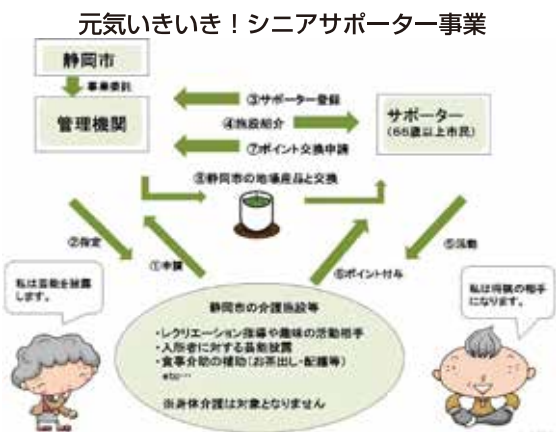 元気いきいき！シニアサポーター事業
静岡市
事業委託
管理機関
③サポーター登録
④施設紹介
⑦ポイント交換申請
サポーター
(65歳以上市民)
⑧静岡市の地場産品と交換
②指定
①申請
⑥ポイント付与
⑤活動
私は芸能を披露
します。
私は将棋の相手
になります。
静岡市の介護施設等
・レクリエーション指導や趣味の活動相手
・入所者に対する芸能披露
・食事介助の補助（お茶出し・配膳等）
etc…
※身体介護は対象となりません